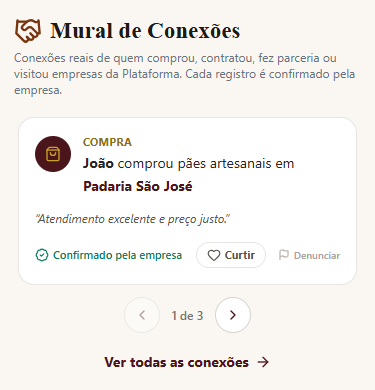 Mural de Conexões
Conexões reais de quem comprou, contratou, fez parceria ou
visitou empresas da Plataforma. Cada registro é confirmado pela
empresa.
COMPRA
João comprou pães artesanais em
Padaria São José
“Atendimento excelente e preço justo.”
Confirmado pela empresa
Curtir
Denunciar
1 de 3
Ver todas as conexões →